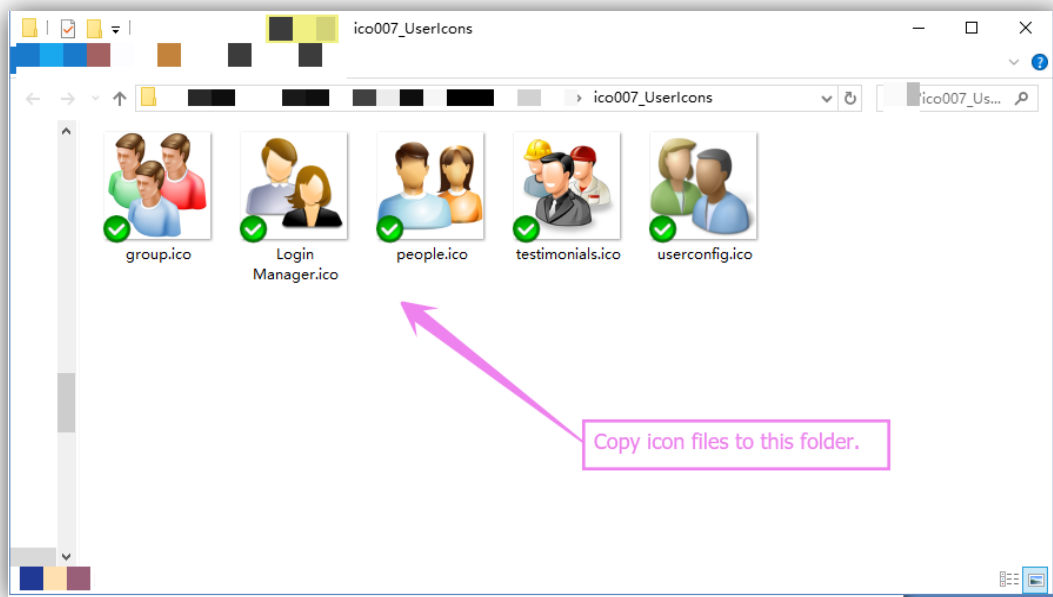 ico007_UserIcons
ico007_UserIcons
ico007_Us...
group.ico
Login
Manager.ico
people.ico
testimonials.ico
userconfig.ico
Copy icon files to this folder.